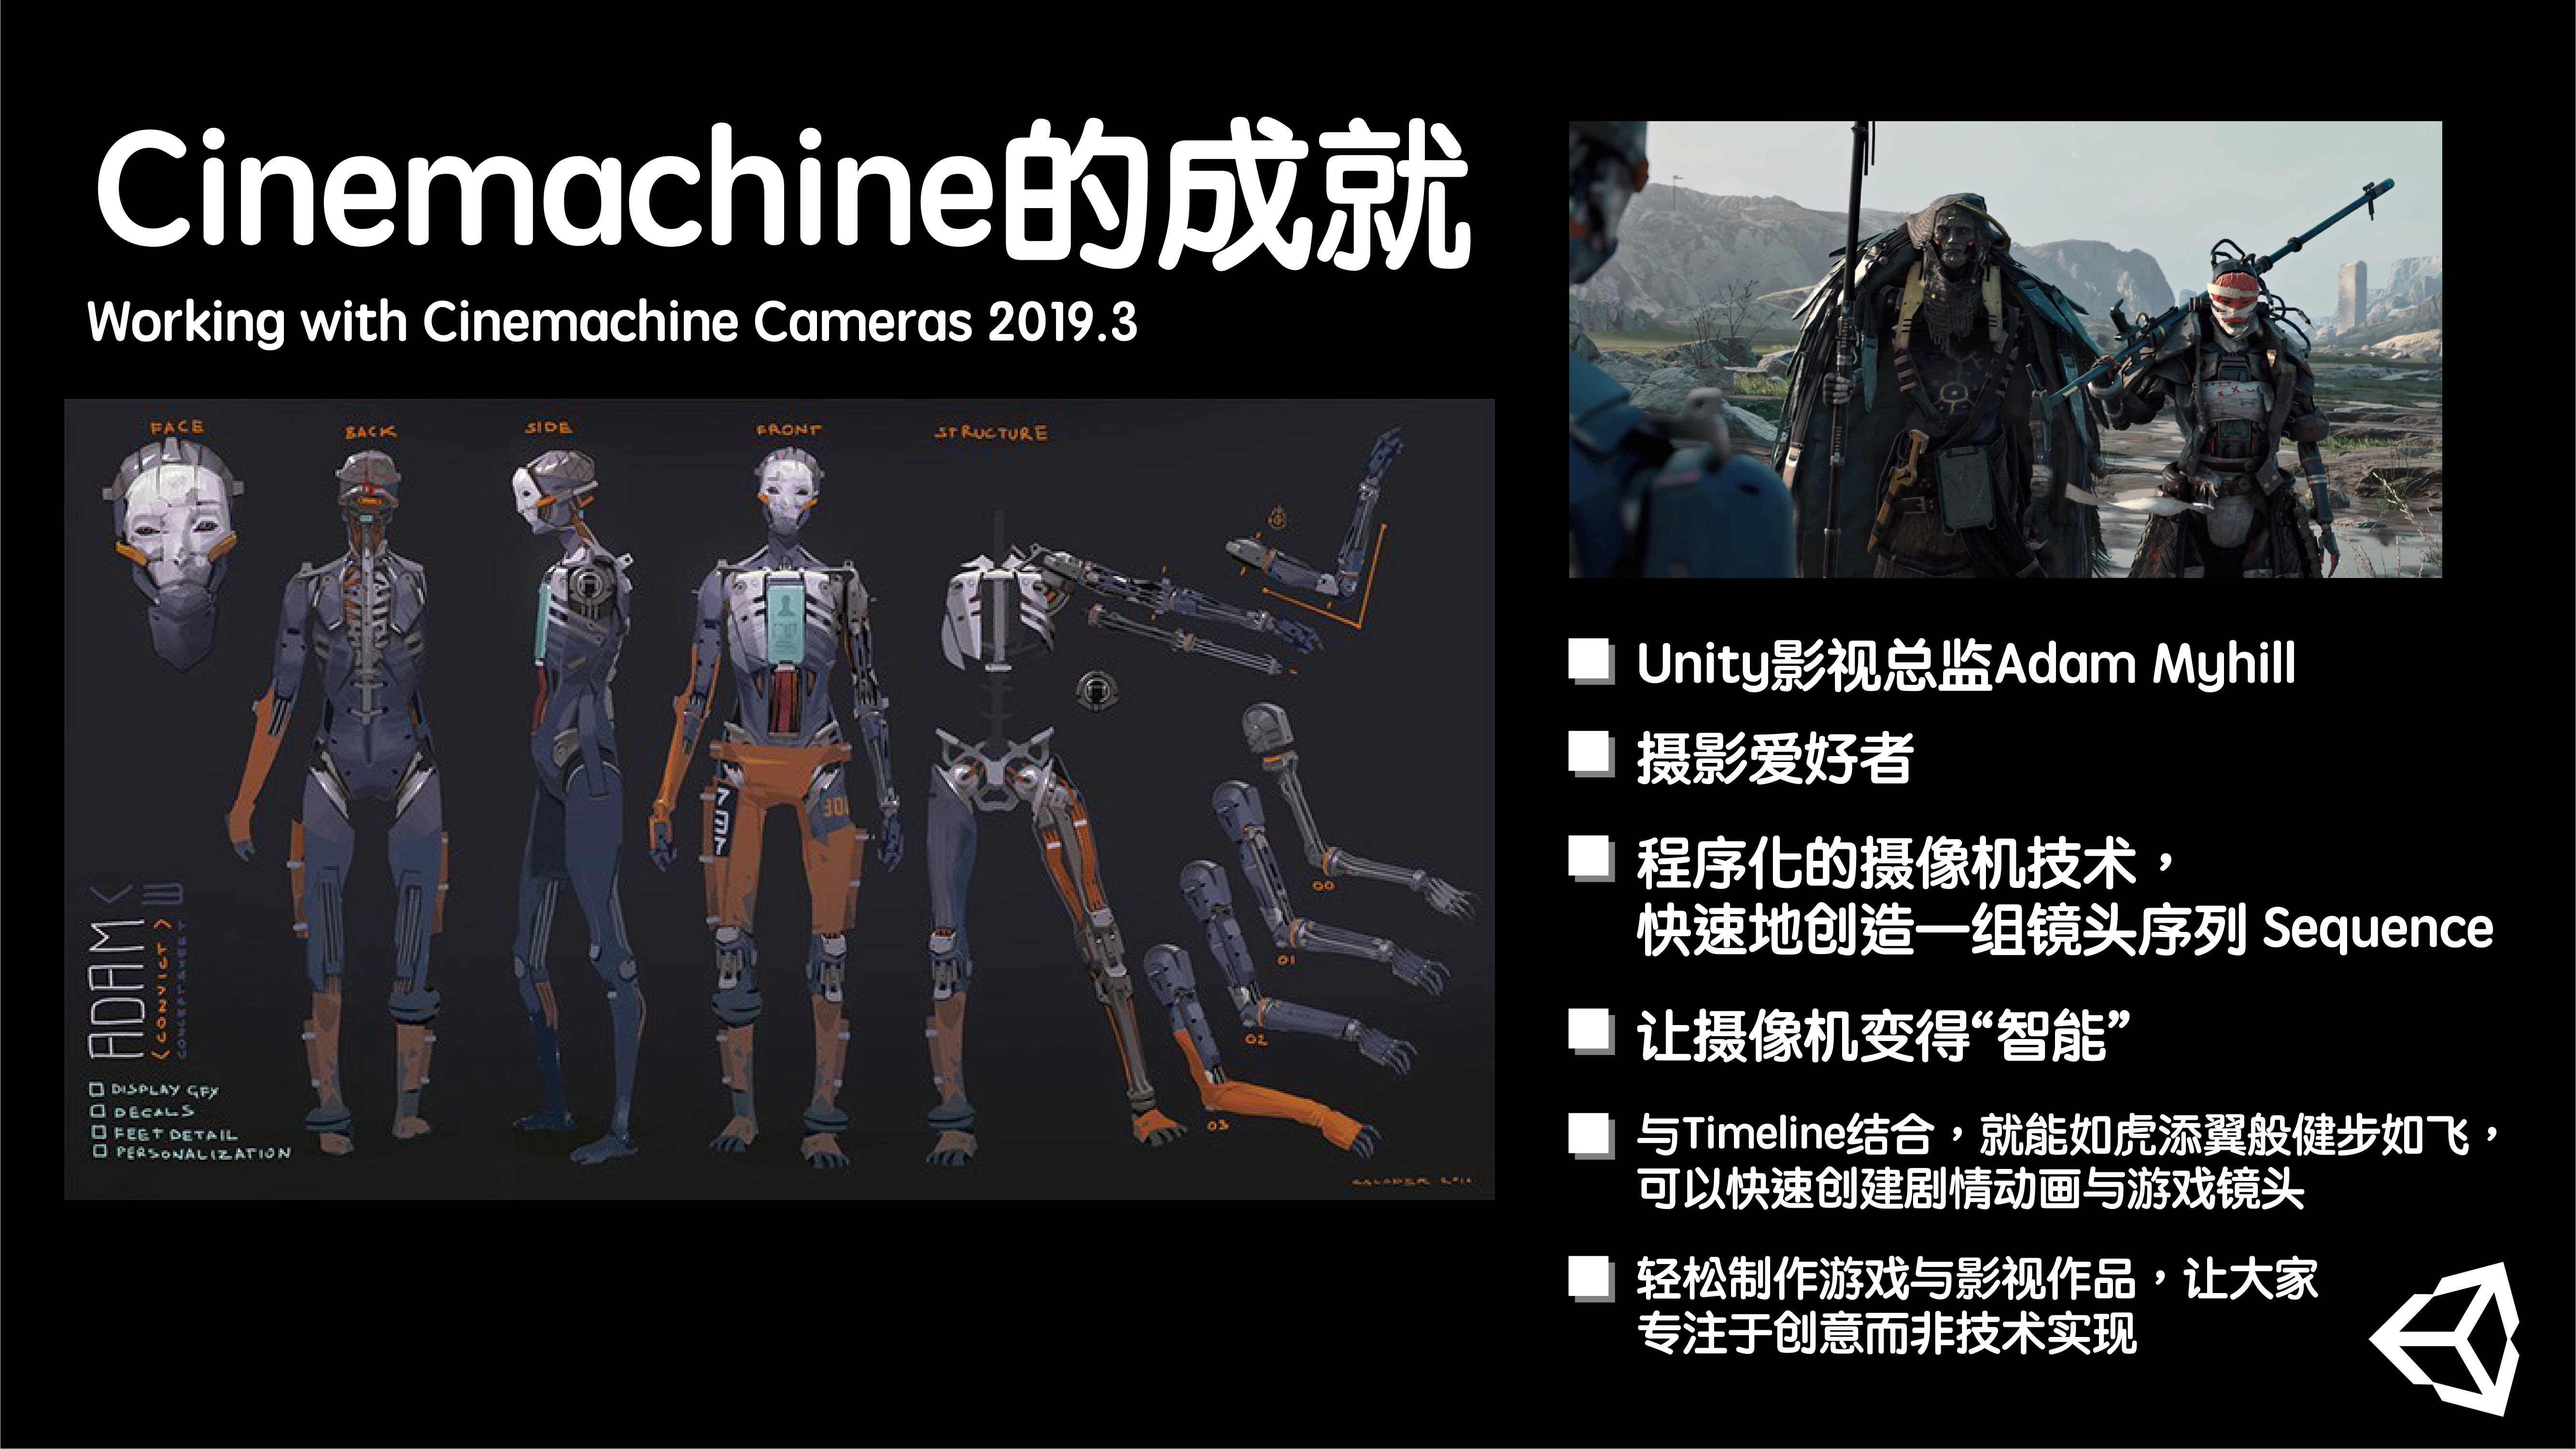 Cinemachine的成就
Working with Cinemachine Cameras 2019.3
FACE
BACK
SIDE
FRONT
STRUCTURE
797
301
00
01
02
03
ADAM
<CONVICT>
CONCEPT SHEET
DISPLAY GFX
DECALS
FEET DETAIL
PERSONALIZATION
Unity影视总监Adam Myhill
摄影爱好者
程序化的摄像机技术，
快速地创造一组镜头序列 Sequence
让摄像机变得“智能”
与Timeline结合，就能如虎添翼般健步如飞，
可以快速创建剧情动画与游戏镜头
轻松制作游戏与影视作品，让大家
专注于创意而非技术实现